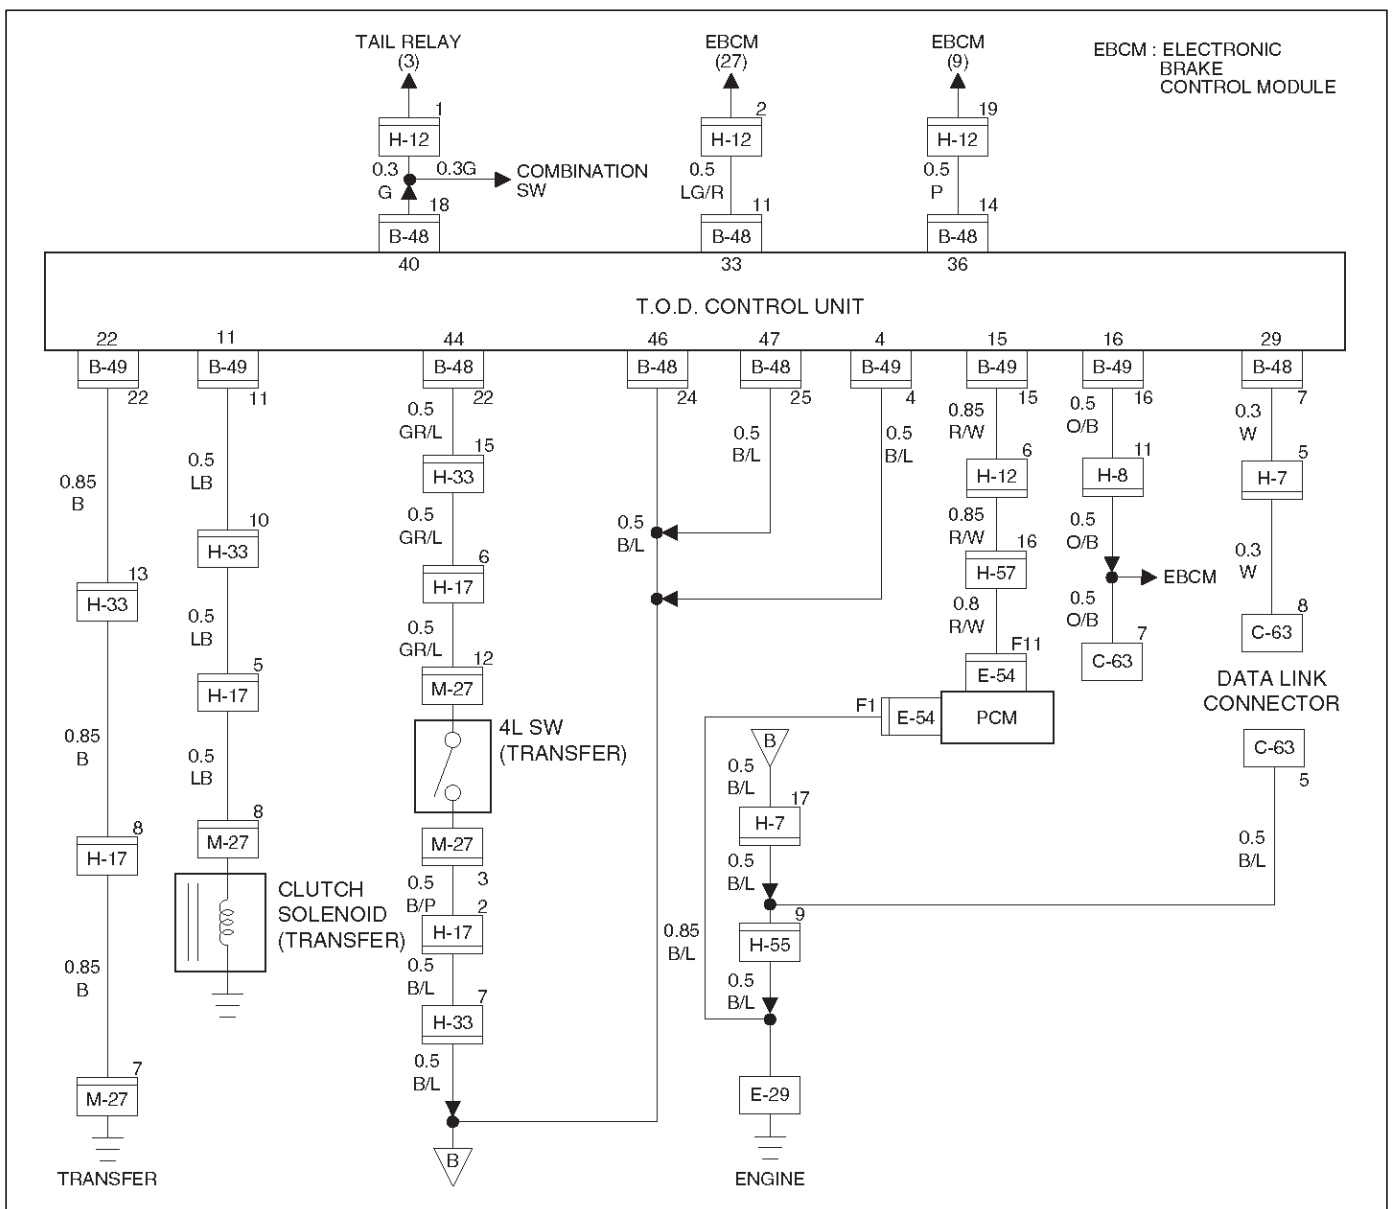 TAIL RELAY
(3)
EBCM
(27)
EBCM
(9)
EBCM : ELECTRONIC
BRAKE
CONTROL MODULE
1
2
19
H-12
H-12
H-12
0.3
G
0.3G
COMBINATION
SW
0.5
LG/R
0.5
P
18
11
14
B-48
B-48
B-48
40
33
36
T.O.D. CONTROL UNIT
22
11
44
46
47
4
15
16
29
B-49
B-49
B-48
B-48
B-48
B-49
B-49
B-49
B-48
22
11
22
24
25
4
15
16
7
0.85
B
13
H-33
0.85
B
8
H-17
0.85
B
7
M-27
TRANSFER
0.5
LB
10
H-33
0.5
LB
5
H-17
0.5
LB
8
M-27
CLUTCH
SOLENOID
(TRANSFER)
0.5
GR/L
15
H-33
0.5
GR/L
6
H-17
0.5
GR/L
12
M-27
4L SW
(TRANSFER)
M-27
3
0.5
B/P
2
H-17
0.5
B/L
7
H-33
0.5
B/L
B
0.5
B/L
0.5
B/L
0.5
B/L
0.85
R/W
6
H-12
0.85
R/W
16
H-57
0.8
R/W
F11
E-54
F1
E-54
PCM
0.85
B/L
B
0.5
B/L
17
H-7
0.5
B/L
9
H-55
0.5
B/L
E-29
ENGINE
0.5
O/B
11
H-8
0.5
O/B
EBCM
0.5
O/B
7
C-63
0.3
W
5
H-7
0.3
W
8
C-63
DATA LINK
CONNECTOR
C-63
5
0.5
B/L